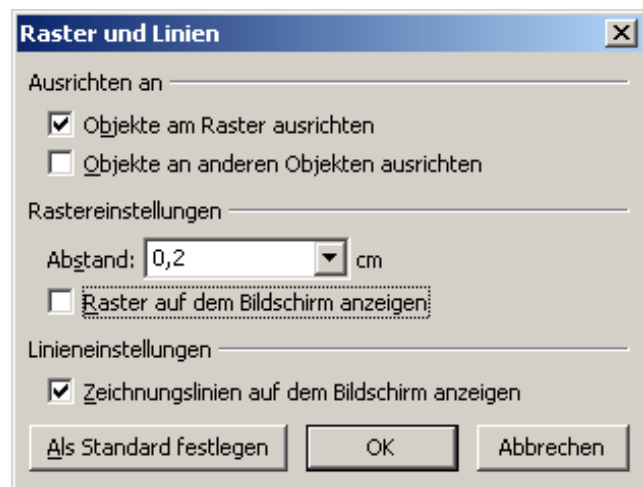 Raster und Linien
Ausrichten an
Objekte am Raster ausrichten
Objekte an anderen Objekten ausrichten
Rastereinstellungen
Abstand: 0,2 cm
Raster auf dem Bildschirm anzeigen
Linieneinstellungen
Zeichnungslinien auf dem Bildschirm anzeigen
Als Standard festlegen OK Abbrechen